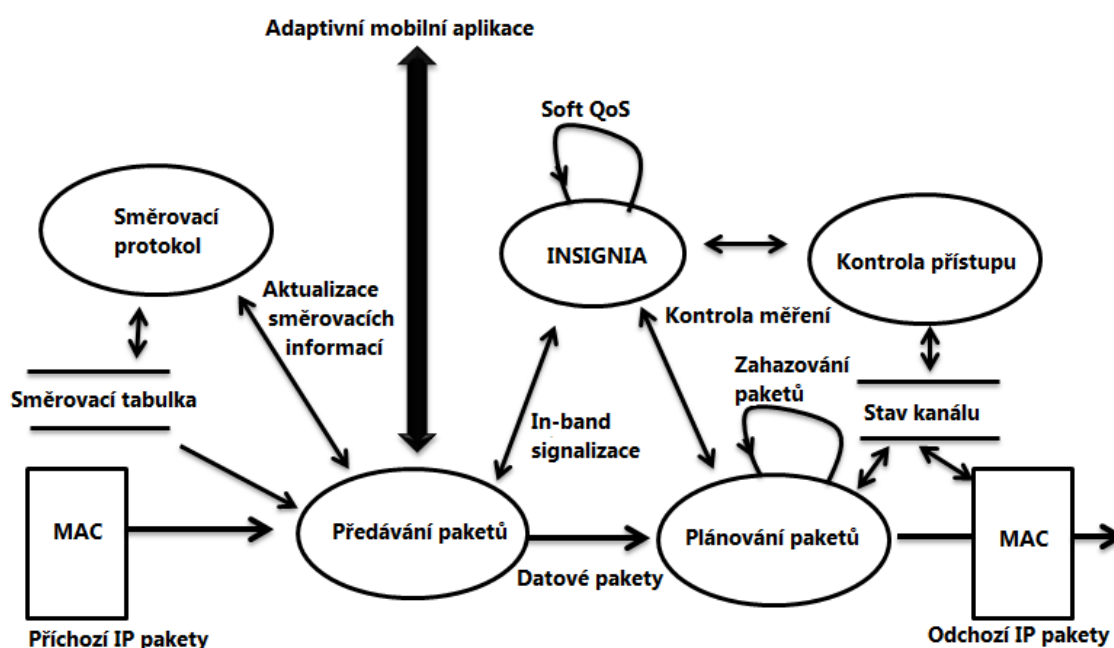 Adaptivní mobilní aplikace
Soft QoS
Směrovací
protokol
INSIGNIA
Kontrola přístupu
Aktualizace
směrovacích
informací
Kontrola měření
Směrovací tabulka
Zahazování
paketů
Stav kanálu
In-band
signalizace
MAC
Předávání paketů
Plánování paketů
MAC
Datové pakety
Příchozí IP pakety
Odchozí IP pakety